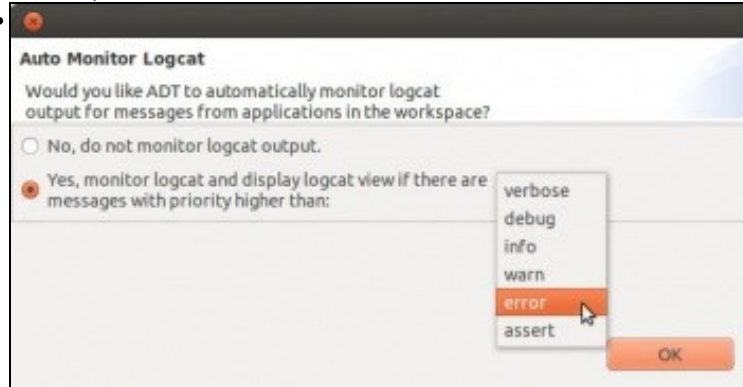 Auto Monitor Logcat
Would you like ADT to automatically monitor logcat
output for messages from applications in the workspace?
No, do not monitor logcat output.
Yes, monitor logcat and display logcat view if there are
messages with priority higher than:
verbose
debug
info
warn
error
assert
OK